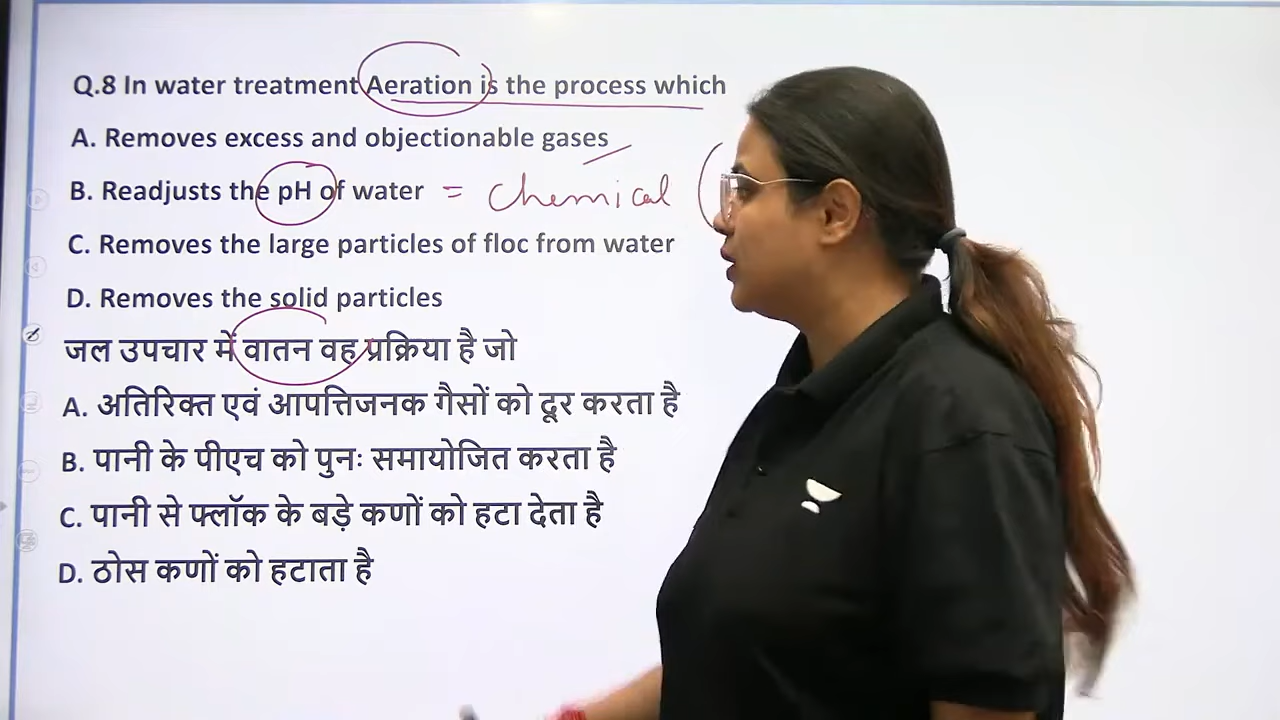 Q.8 In water treatment Aeration is the process which
A. Removes excess and objectionable gases
B. Readjusts the pH of water = chemical (
C. Removes the large particles of floc from water
D. Removes the solid particles
जल उपचार में वातन वह प्रक्रिया है जो
A. अतिरिक्त एवं आपत्तिजनक गैसों को दूर करता है
B. पानी के पीएच को पुनः समायोजित करता है
C. पानी से फ्लॉक के बड़े कणों को हटा देता है
D. ठोस कणों को हटाता है